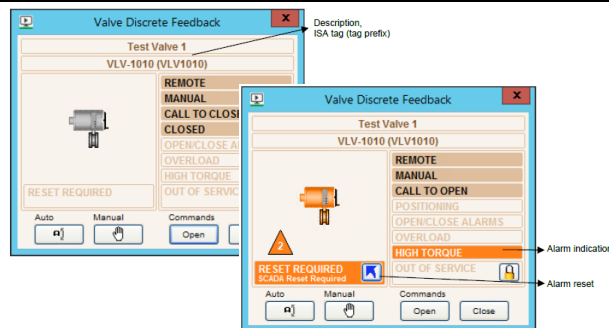 Valve Discrete Feedback
X
Description,
ISA tag (tag prefix)
Test Valve 1
VLV-1010 (VLV1010)
REMOTE
MANUAL
CALL TO CLOS
CLOSED
OPEN/CLOSE A
OVERLOAD
HIGH TORQUE
OUT OF SERVIC
RESET REQUIRED
Auto
Manual
Commands
Open
Valve Discrete Feedback
X
Test Valve 1
VLV-1010 (VLV1010)
REMOTE
MANUAL
CALL TO OPEN
POSITIONING
OPEN/CLOSE ALARMS
OVERLOAD
HIGH TORQUE
OUT OF SERVICE
2
RESET REQUIRED
SCADA Reset Required
Auto
Manual
Commands
Open
Close
Alarm indication
Alarm reset